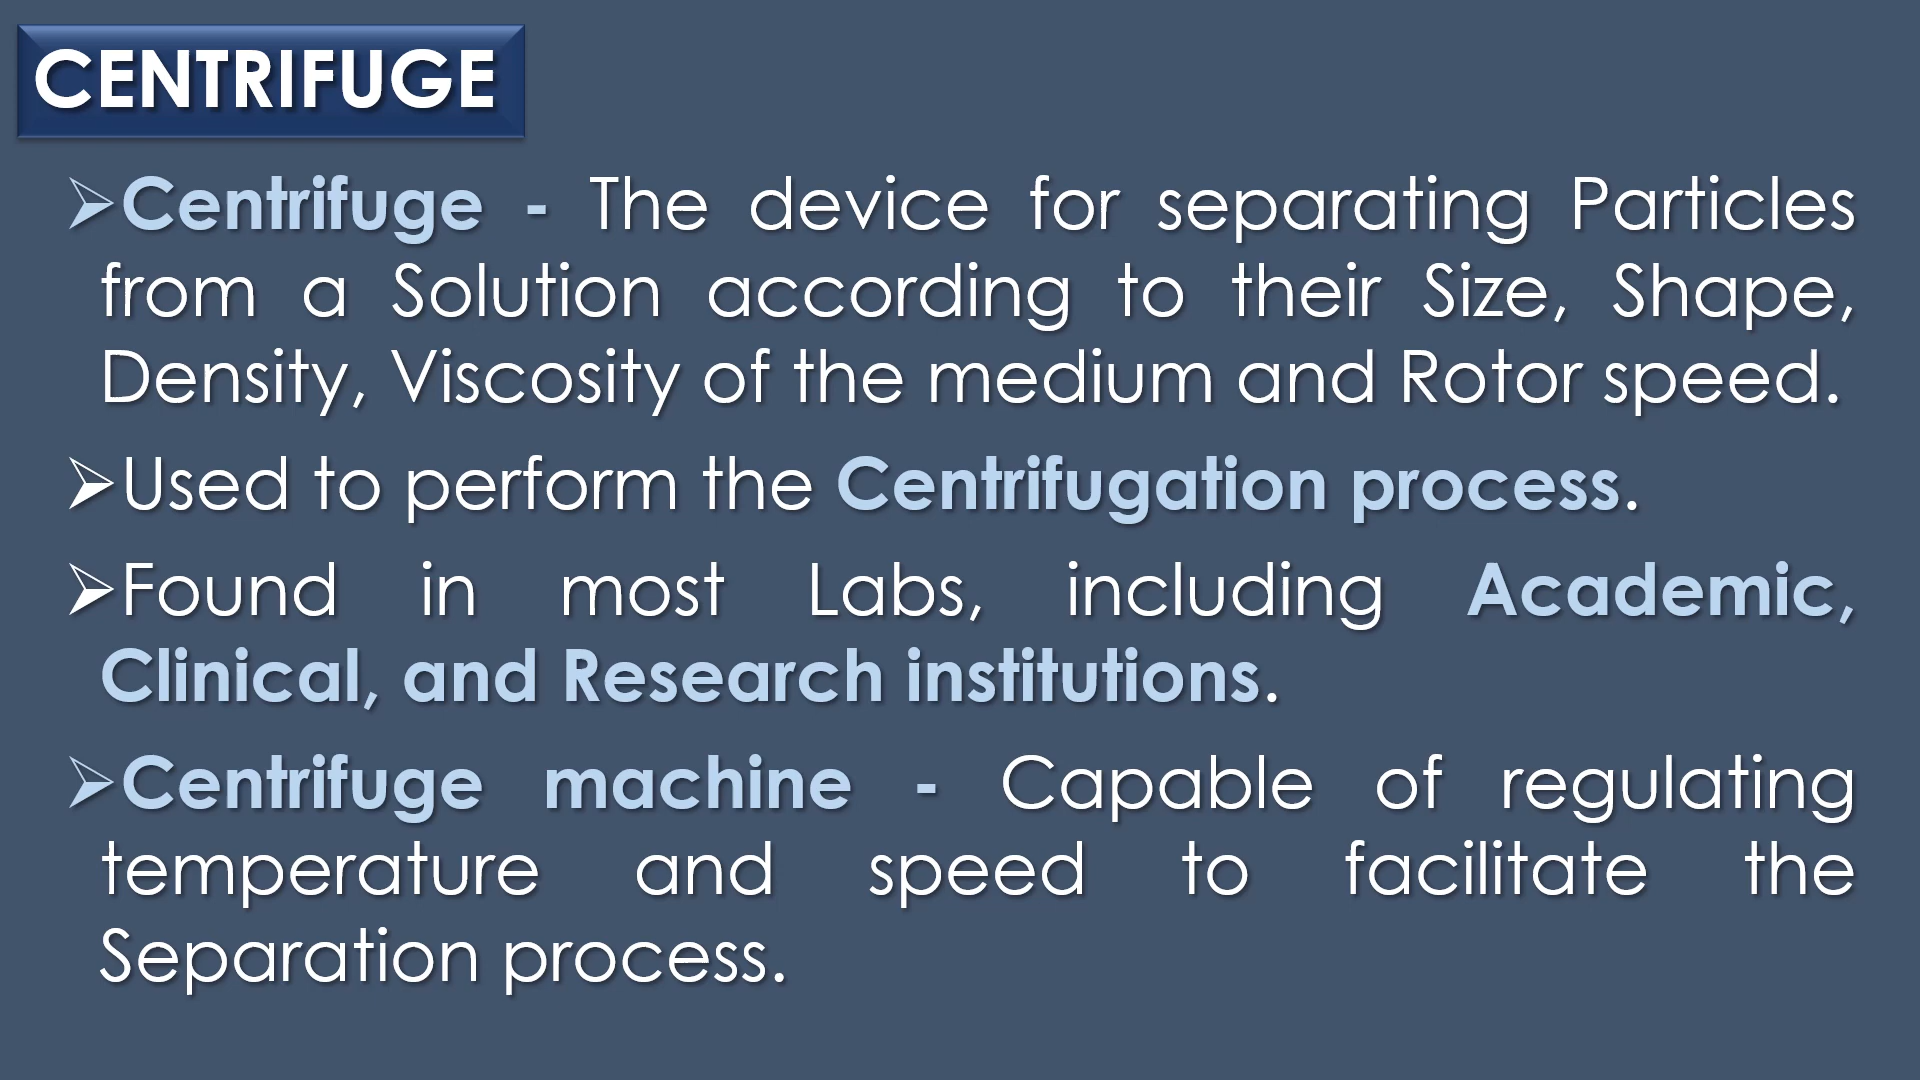 CENTRIFUGE
➢Centrifuge - The device for separating Particles
from a Solution according to their Size, Shape,
Density, Viscosity of the medium and Rotor speed.
➢Used to perform the Centrifugation process.
➢Found in most Labs, including Academic,
Clinical, and Research institutions.
➢Centrifuge machine - Capable of regulating
temperature and speed to facilitate the
Separation process.